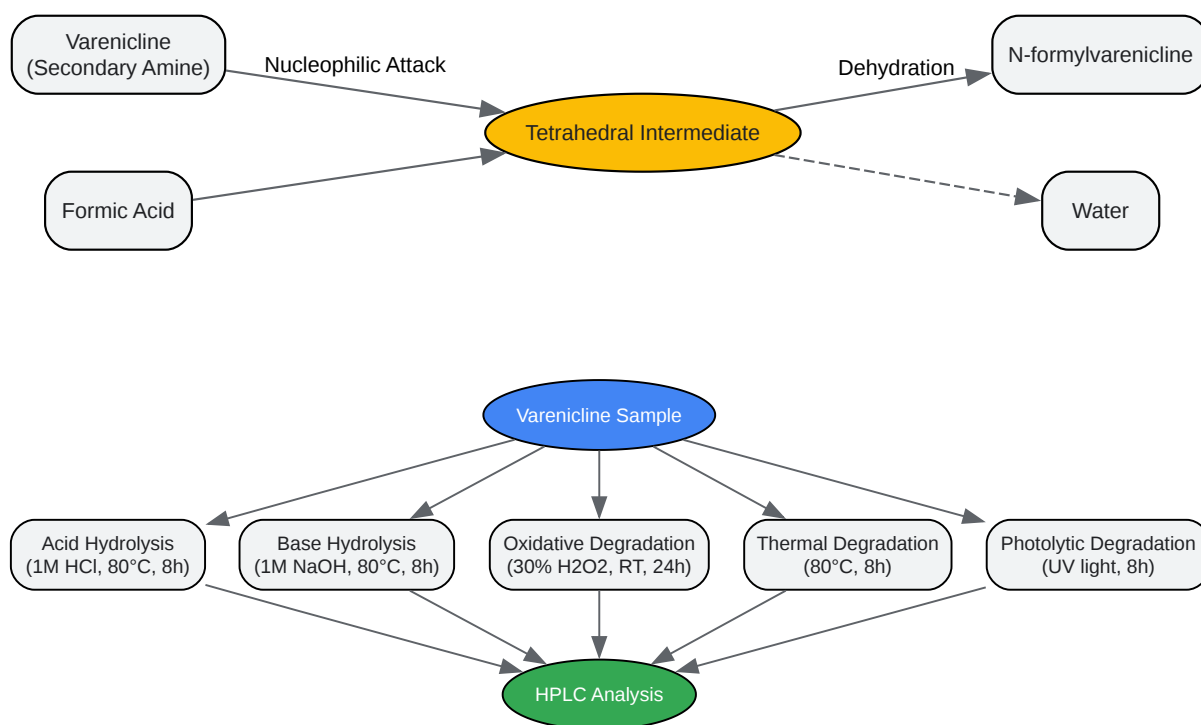 Varenicline
(Secondary Amine)
Nucleophilic Attack
Tetrahedral Intermediate
Dehydration
N-formylvarenicline
Formic Acid
Water
Varenicline Sample
Acid Hydrolysis
(1M HCl, 80°C, 8h)
Base Hydrolysis
(1M NaOH, 80°C, 8h)
Oxidative Degradation
(30% H2O2, RT, 24h)
Thermal Degradation
(80°C, 8h)
Photolytic Degradation
(UV light, 8h)
HPLC Analysis